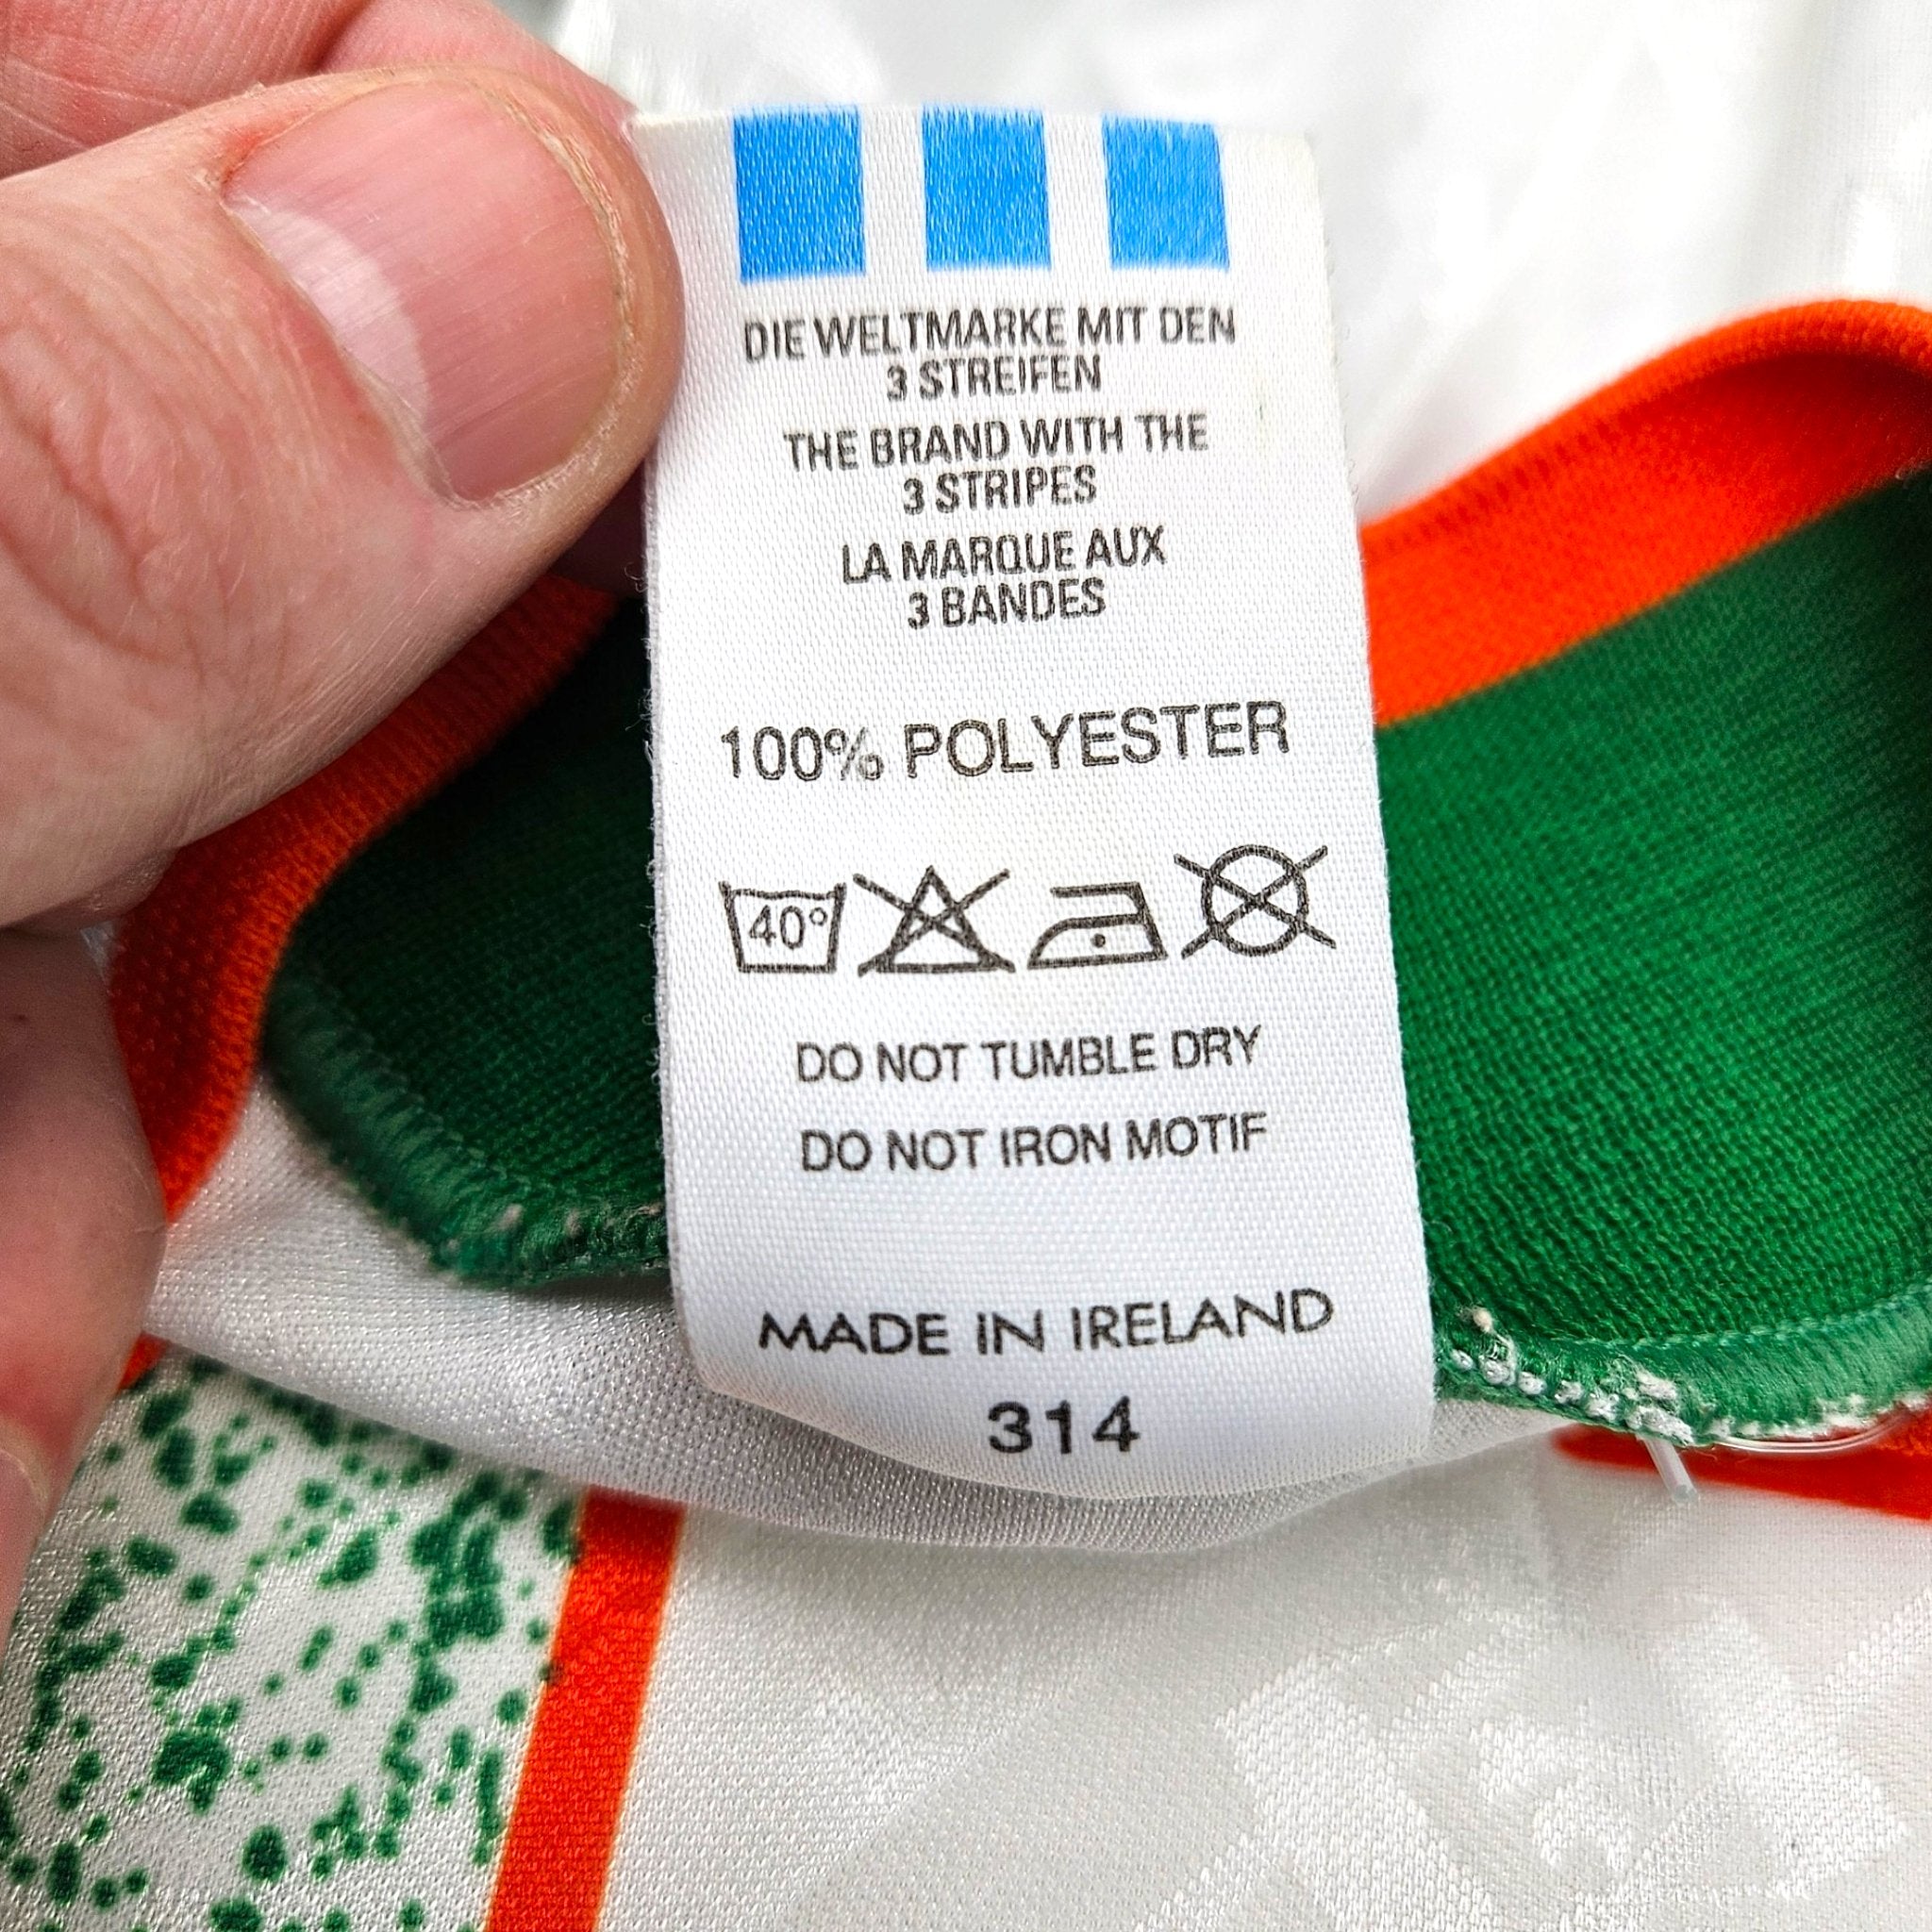 DIE WELTMARKE MIT DEN
3 STREIFEN
THE BRAND WITH THE
3 STRIPES
LA MARQUE AUX
3 BANDES
100% POLYESTER
40°
DO NOT TUMBLE DRY
DO NOT IRON MOTIF
MADE IN IRELAND
314